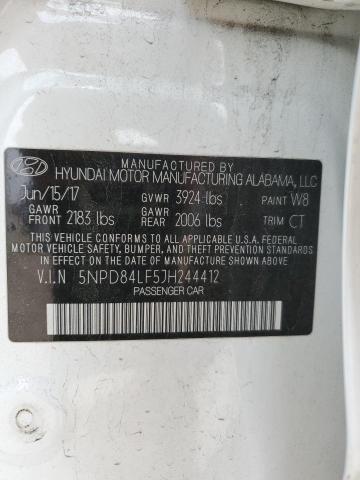 MANUFACTURED BY
HYUNDAI MOTOR MANUFACTURING ALABAMA, LLC
Jun/15/17 GVWR 3924 lbs PAINT W8
GAWR FRONT 2183 lbs GAWR REAR 2006 lbs TRIM CT
THIS VEHICLE CONFORMS TO ALL APPLICABLE U.S.A. FEDERAL
MOTOR VEHICLE SAFETY, BUMPER, AND THEFT PREVENTION STANDARDS
IN EFFECT ON THE DATE OF MANUFACTURE SHOWN ABOVE.
V.I.N 5NPD84LF5JH244412
PASSENGER CAR